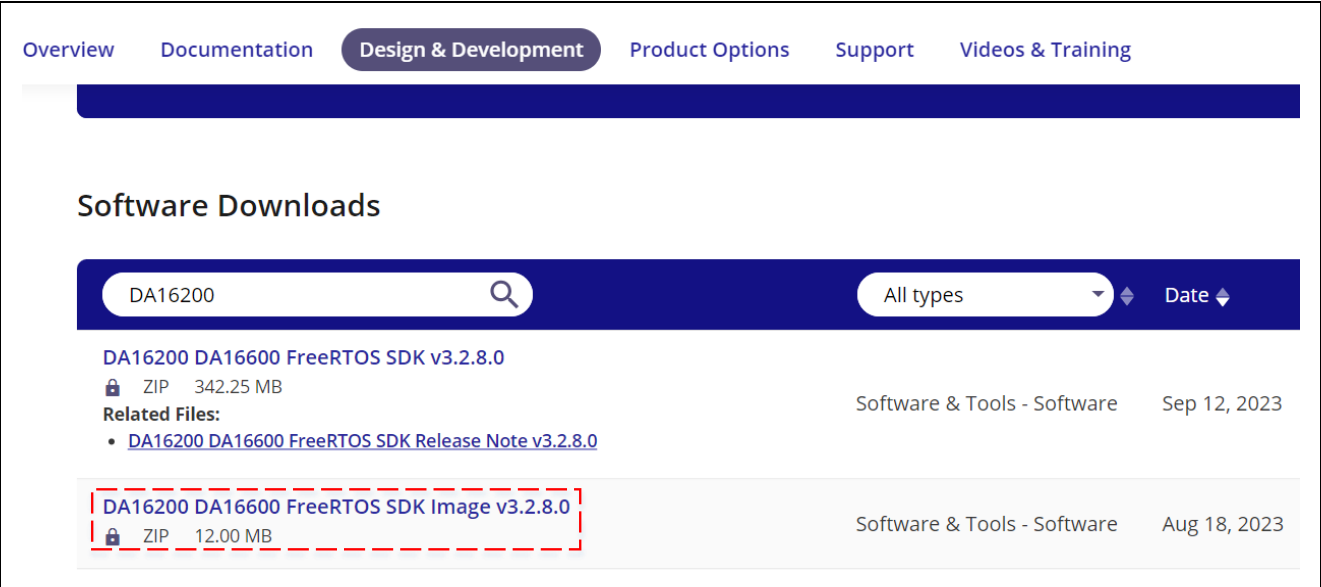 Overview Documentation Design & Development Product Options Support Videos & Training
Software Downloads
DA16200 All types Date
DA16200 DA16600 FreeRTOS SDK v3.2.8.0
ZIP 342.25 MB
Related Files:
Software & Tools - Software Sep 12, 2023
• DA16200 DA16600 FreeRTOS SDK Release Note v3.2.8.0
DA16200 DA16600 FreeRTOS SDK Image v3.2.8.0
ZIP 12.00 MB
Software & Tools - Software Aug 18, 2023